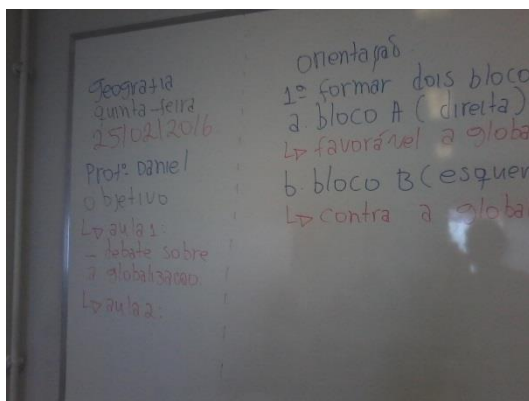 geografia
quinta-feira
25/02/2016
Profº. Daniel
objetivo
↳ aula 1:
- debate sobre
a globalização.
↳ aula 2:
orientação
1º formar dois bloco
a. bloco A (direita)
↳ favorável a globa
b. bloco B (esquer
↳ contra a globa